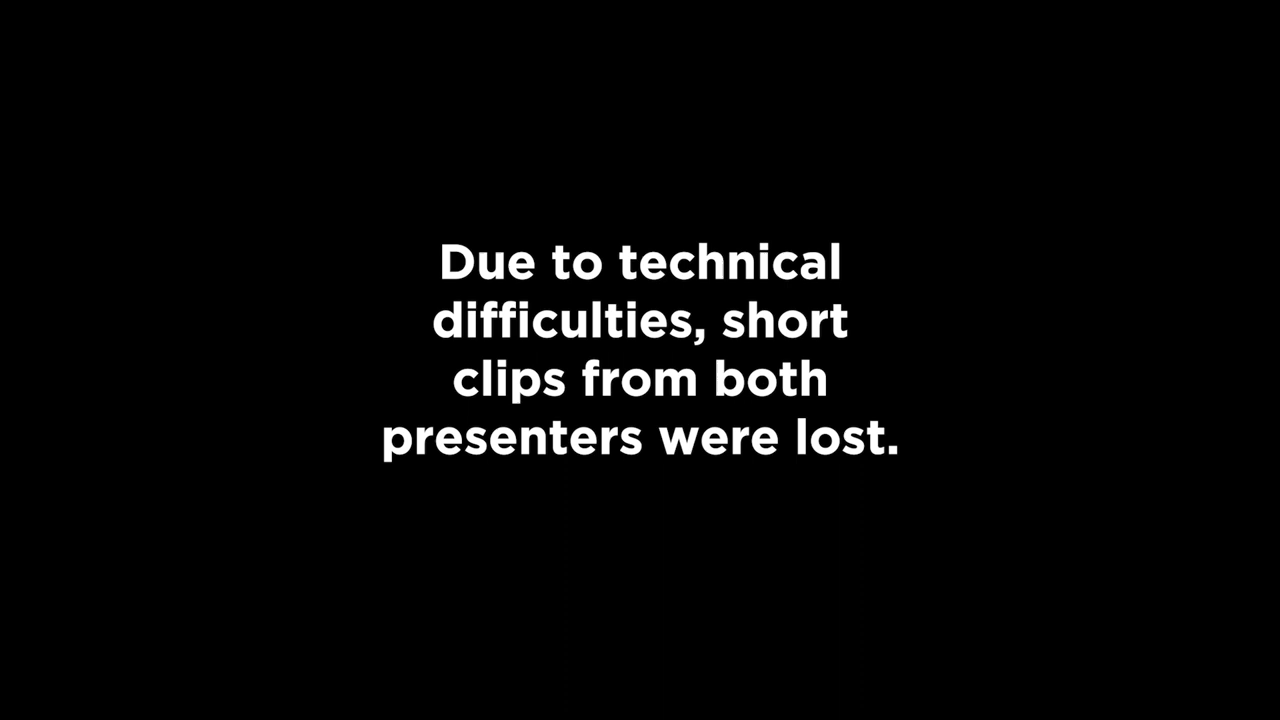 Due to technical
difficulties, short
clips from both
presenters were lost.